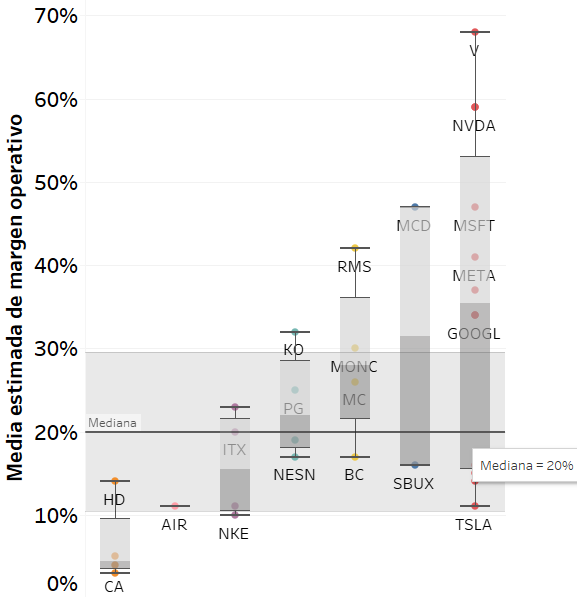 Media estimada de margen operativo
70%
60%
50%
40%
30%
20%
10%
0%
V
NVDA
MCD
MSFT
RMS
META
GOOGL
KO
MONC
MC
PG
Mediana
ITX
Mediana = 20%
NESN
BC
SBUX
HD
AIR
NKE
TSLA
CA